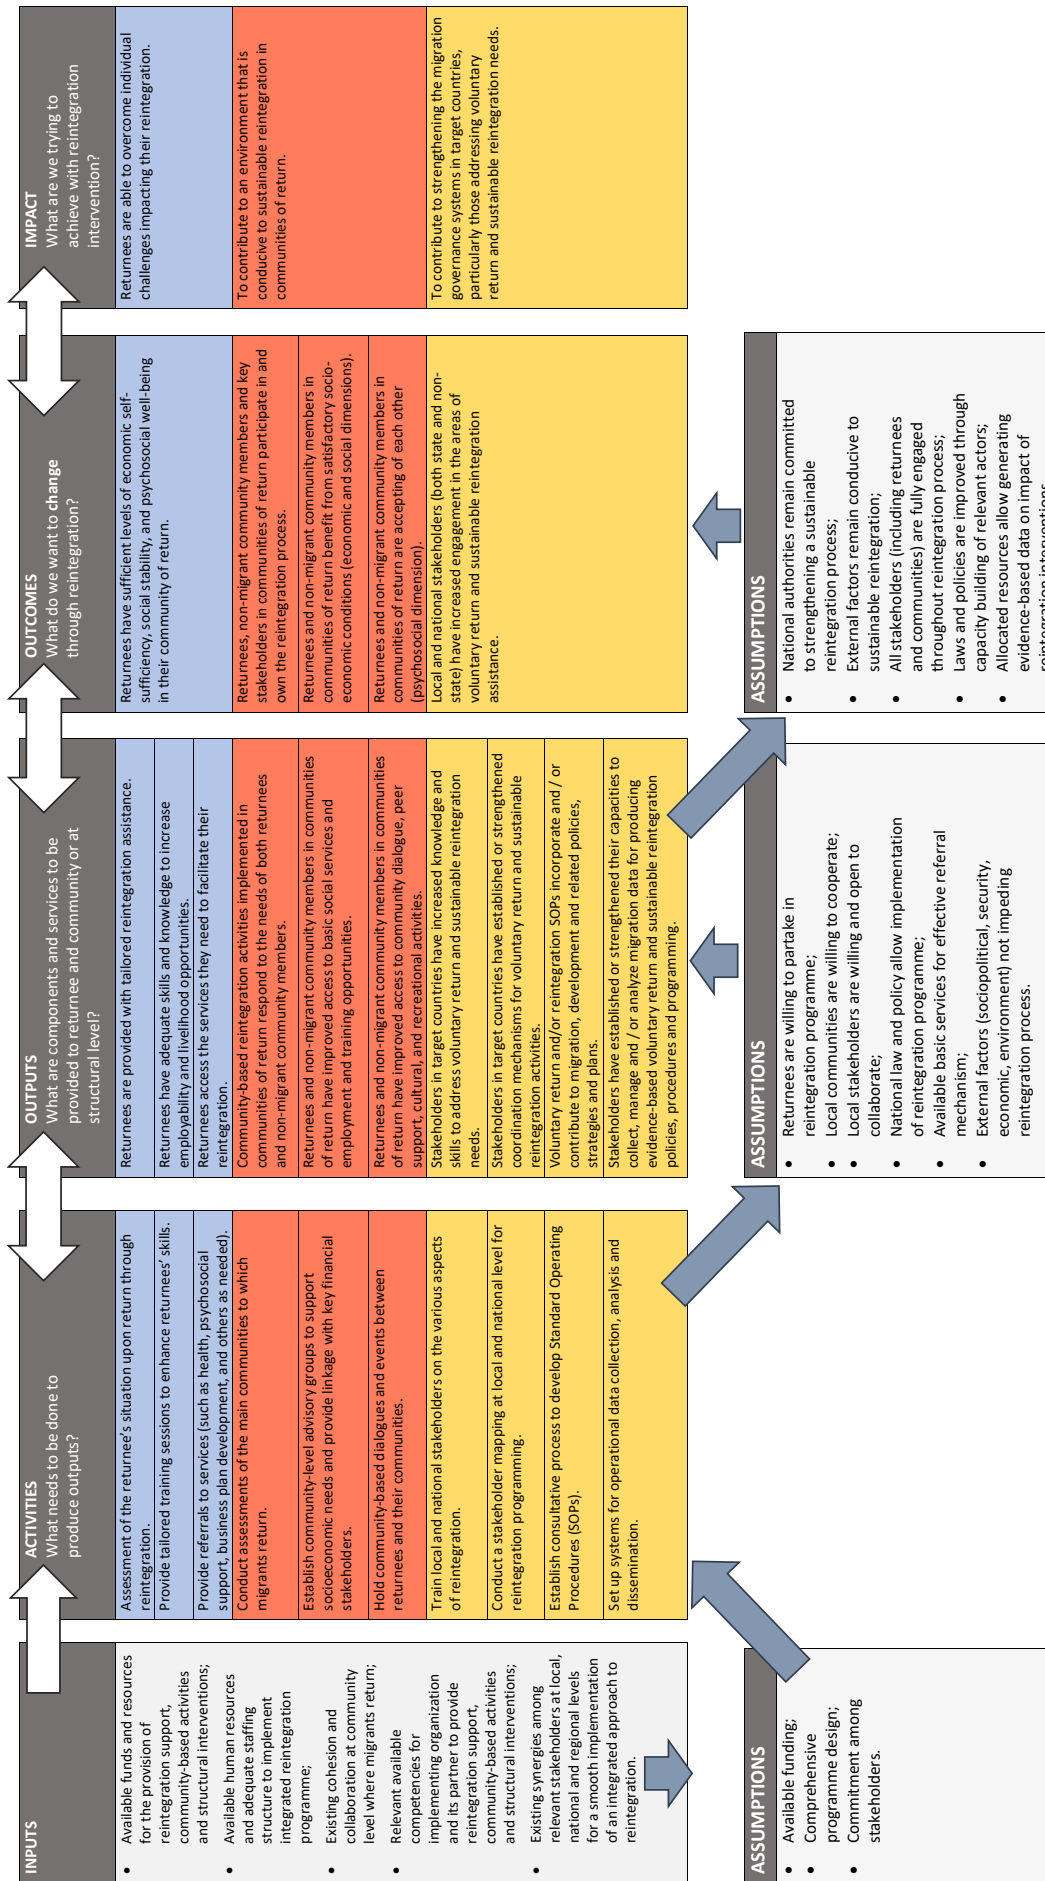 INPUTS
• Available funds and resources
for the provision of
reintegration support,
community-based activities
and structural interventions;
• Available human resources
and adequate staffing
structure to implement
integrated reintegration
programme;
• Existing cohesion and
collaboration at community
level where migrants return;
• Relevant available
competencies for
implementing organization
and its partner to provide
reintegration support,
community-based activities
and structural interventions;
• Existing synergies among
relevant stakeholders at local,
national and regional levels
for a smooth implementation
of an integrated approach to
reintegration.
ACTIVITIES
What needs to be done to
produce outputs?
Assessment of the returnee's situation upon return through
reintegration.
Provide tailored training sessions to enhance returnees' skills.
Provide referrals to services (such as health, psychosocial
support, business plan development, and others as needed).
Conduct assessments of the main communities to which
migrants return.
Establish community-level advisory groups to support
socioeconomic needs and provide linkage with key financial
stakeholders.
Hold community-based dialogues and events between
returnees and their communities.
Train local and national stakeholders on the various aspects
of reintegration.
Conduct a stakeholder mapping at local and national level for
reintegration programming.
Establish consultative process to develop Standard Operating
Procedures (SOPs).
Set up systems for operational data collection, analysis and
dissemination.
OUTPUTS
What are components and services to be
provided to returnee and community or at
structural level?
Returnees are provided with tailored reintegration assistance.
Returnees have adequate skills and knowledge to increase
employability and livelihood opportunities.
Returnees access the services they need to facilitate their
reintegration.
Community-based reintegration activities implemented in
communities of return respond to the needs of both returnees
and non-migrant community members.
Returnees and non-migrant community members in communities
of return have improved access to basic social services and
employment and training opportunities.
Returnees and non-migrant community members in communities
of return have improved access to community dialogue, peer
support, cultural, and recreational activities.
Stakeholders in target countries have increased knowledge and
skills to address voluntary return and sustainable reintegration
needs.
Stakeholders in target countries have established or strengthened
coordination mechanisms for voluntary return and sustainable
reintegration activities.
Voluntary return and/or reintegration SOPs incorporate and / or
contribute to migration, development and related policies,
strategies and plans.
Stakeholders have established or strengthened their capacities to
collect, manage and / or analyze migration data for producing
evidence-based voluntary return and sustainable reintegration
policies, procedures and programming.
OUTCOMES
What do we want to change
through reintegration?
Returnees have sufficient levels of economic self-
sufficiency, social stability, and psychosocial well-being
in their community of return.
Returnees, non-migrant community members and key
stakeholders in communities of return participate in and
own the reintegration process.
Returnees and non-migrant community members in
communities of return benefit from satisfactory socio-
economic conditions (economic and social dimensions).
Returnees and non-migrant community members in
communities of return are accepting of each other
(psychosocial dimension).
Local and national stakeholders (both state and non-
state) have increased engagement in the areas of
voluntary return and sustainable reintegration
assistance.
IMPACT
What are we trying to
achieve with reintegration
intervention?
Returnees are able to overcome individual
challenges impacting their reintegration.
To contribute to an environment that is
conducive to sustainable reintegration in
communities of return.
To contribute to strengthening the migration
governance systems in target countries,
particularly those addressing voluntary
return and sustainable reintegration needs.
ASSUMPTIONS
• Available funding;
• Comprehensive
programme design;
• Commitment among
stakeholders.
ASSUMPTIONS
• Returnees are willing to partake in
reintegration programme;
• Local communities are willing to cooperate;
• Local stakeholders are willing and open to
collaborate;
• National law and policy allow implementation
of reintegration programme;
• Available basic services for effective referral
mechanism;
• External factors (sociopolitical, security,
economic, environment) not impeding
reintegration process.
ASSUMPTIONS
• National authorities remain committed
to strengthening a sustainable
reintegration process;
• External factors remain conducive to
sustainable reintegration;
• All stakeholders (including returnees
and communities) are fully engaged
throughout reintegration process;
• Laws and policies are improved through
capacity building of relevant actors;
• Allocated resources allow generating
evidence-based data on impact of
reintegration interventions